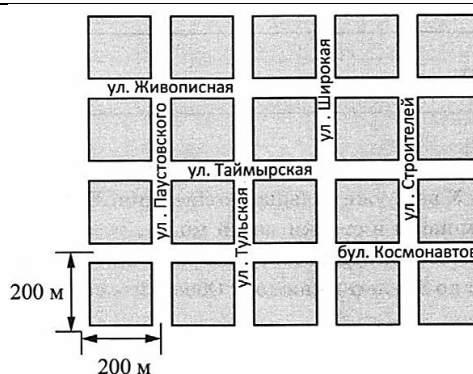 ул. Живописная
ул. Широкая
ул. Паустовского
ул. Строителей
ул. Таймырская
ул. Тульская
бул. Космонавтов
200 м
200 м